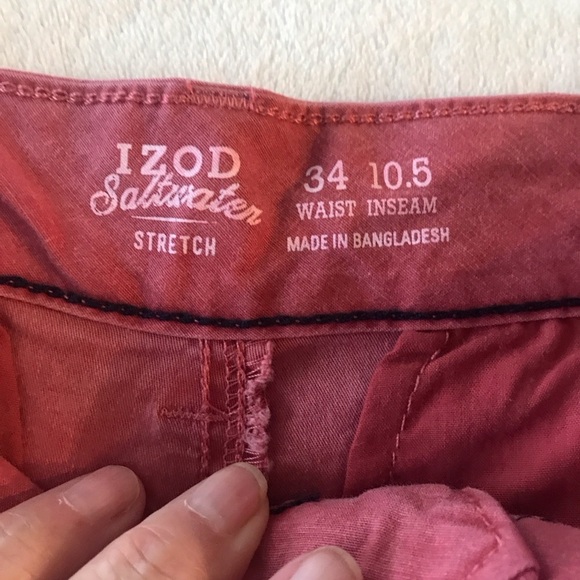 IZOD
Saltwater
STRETCH
34 10.5
WAIST INSEAM
MADE IN BANGLADESH